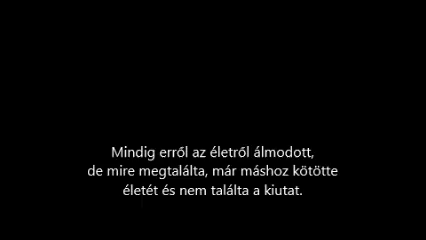 Mindig erről az életről álmodott,
de mire megtalálta, már máshoz kötötte
életét és nem találta a kiutat.